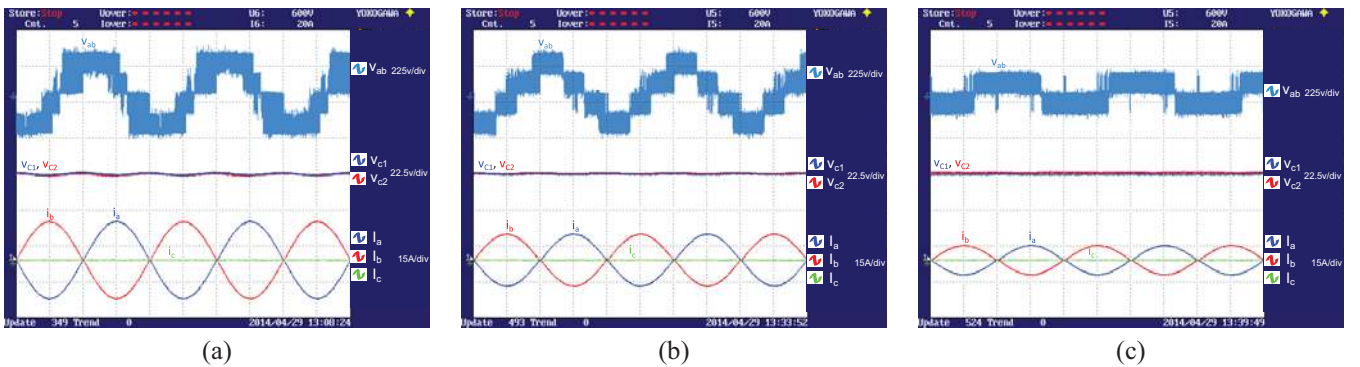 Store:Stop Uover: U6: 600V YOKOGAWA
Cnt. 5 Iover: I6: 20A
vab
Vab 225v/div
vC1, vC2
Vc1
Vc2 22.5v/div
ib ia
ic
Ia
Ib 15A/div
Ic
Update 349 Trend 0 2014/04/29 13:08:24
(a)
Store:Stop Uover: U5: 600V YOKOGAWA
Cnt. 5 Iover: I5: 20A
vab
Vab 225v/div
vC1, vC2
Vc1
Vc2 22.5v/div
ib ia
ic
Ia
Ib 15A/div
Ic
Update 493 Trend 0 2014/04/29 13:33:52
(b)
Store:Stop Uover: U5: 600V YOKOGAWA
Cnt. 5 Iover: I5: 20A
vab
Vab 225v/div
vC1, vC2
Vc1
Vc2 22.5v/div
ib ia
ic
Ia
Ib 15A/div
Ic
Update 524 Trend 0 2014/04/29 13:39:49
(c)